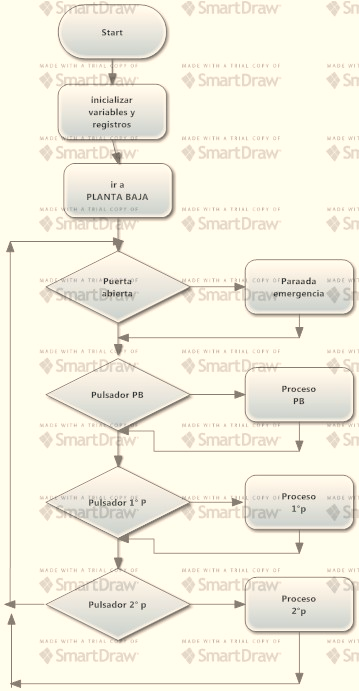 Start
inicializar
variables y
registros
ir a
PLANTA BAJA
Puerta
abierta
Paraada
emergencia
Pulsador PB
Proceso
PB
Pulsador 1° P
Proceso
1°p
Pulsador 2° p
Proceso
2°p
MADE WITH A TRIAL COPY OF
SmartDraw